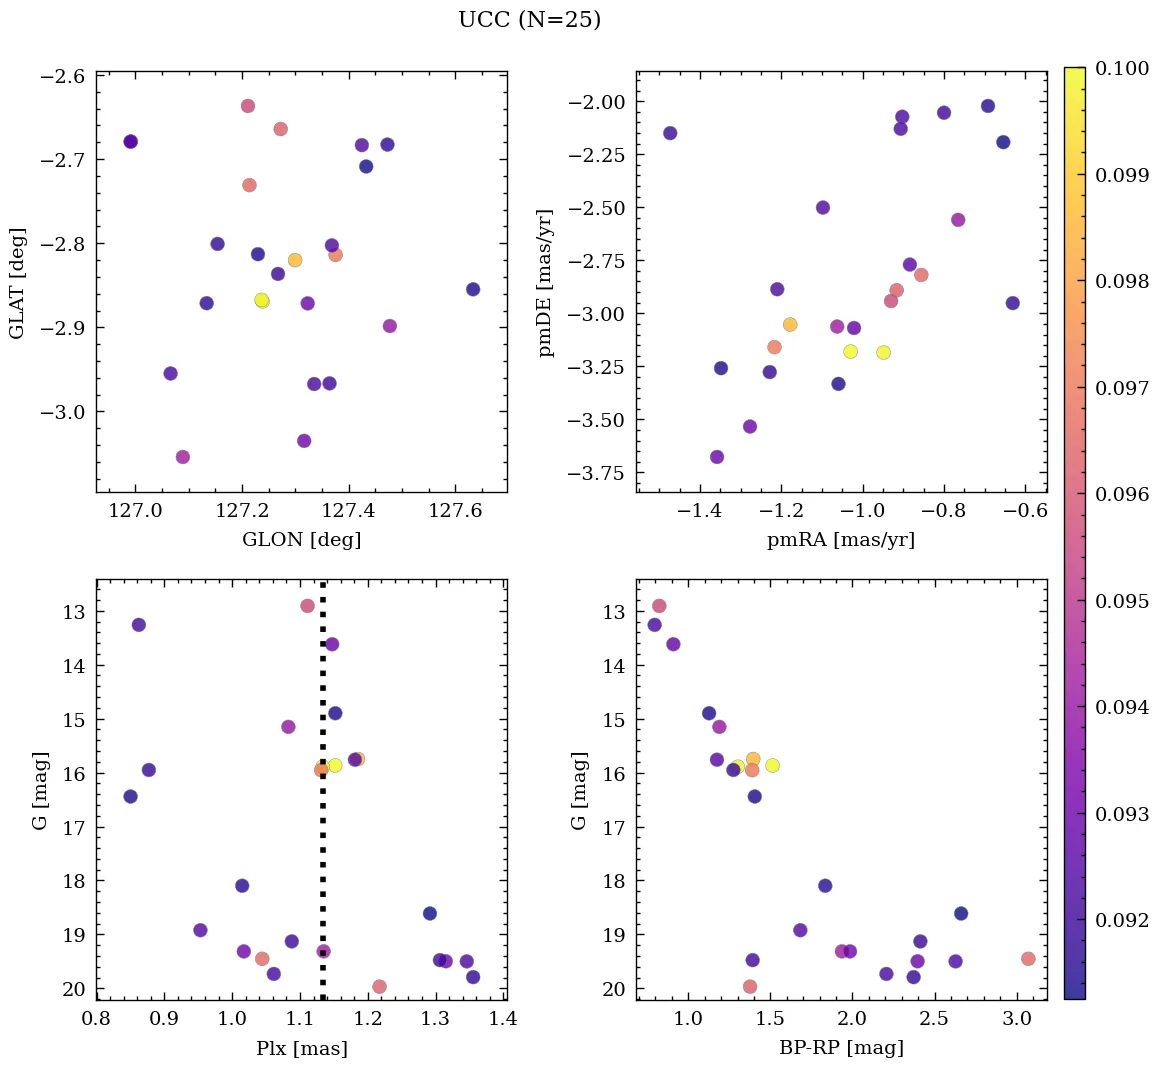 UCC (N=25)
−2.6
−2.7
−2.8
−2.9
−3.0
GLAT [deg]
127.0 127.2 127.4 127.6
GLON [deg]
−2.00
−2.25
−2.50
−2.75
−3.00
−3.25
−3.50
−3.75
pmDE [mas/yr]
−1.4 −1.2 −1.0 −0.8 −0.6
pmRA [mas/yr]
13
14
15
16
17
18
19
20
G [mag]
0.8 0.9 1.0 1.1 1.2 1.3 1.4
Plx [mas]
13
14
15
16
17
18
19
20
G [mag]
1.0 1.5 2.0 2.5 3.0
BP-RP [mag]
0.100
0.099
0.098
0.097
0.096
0.095
0.094
0.093
0.092